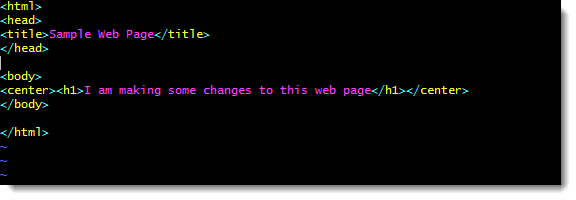 <html>
<head>
<title>Sample Web Page</title>
</head>
<body>
<center><h1>I am making some changes to this web page</h1></center>
</body>
</html>
~
~
~